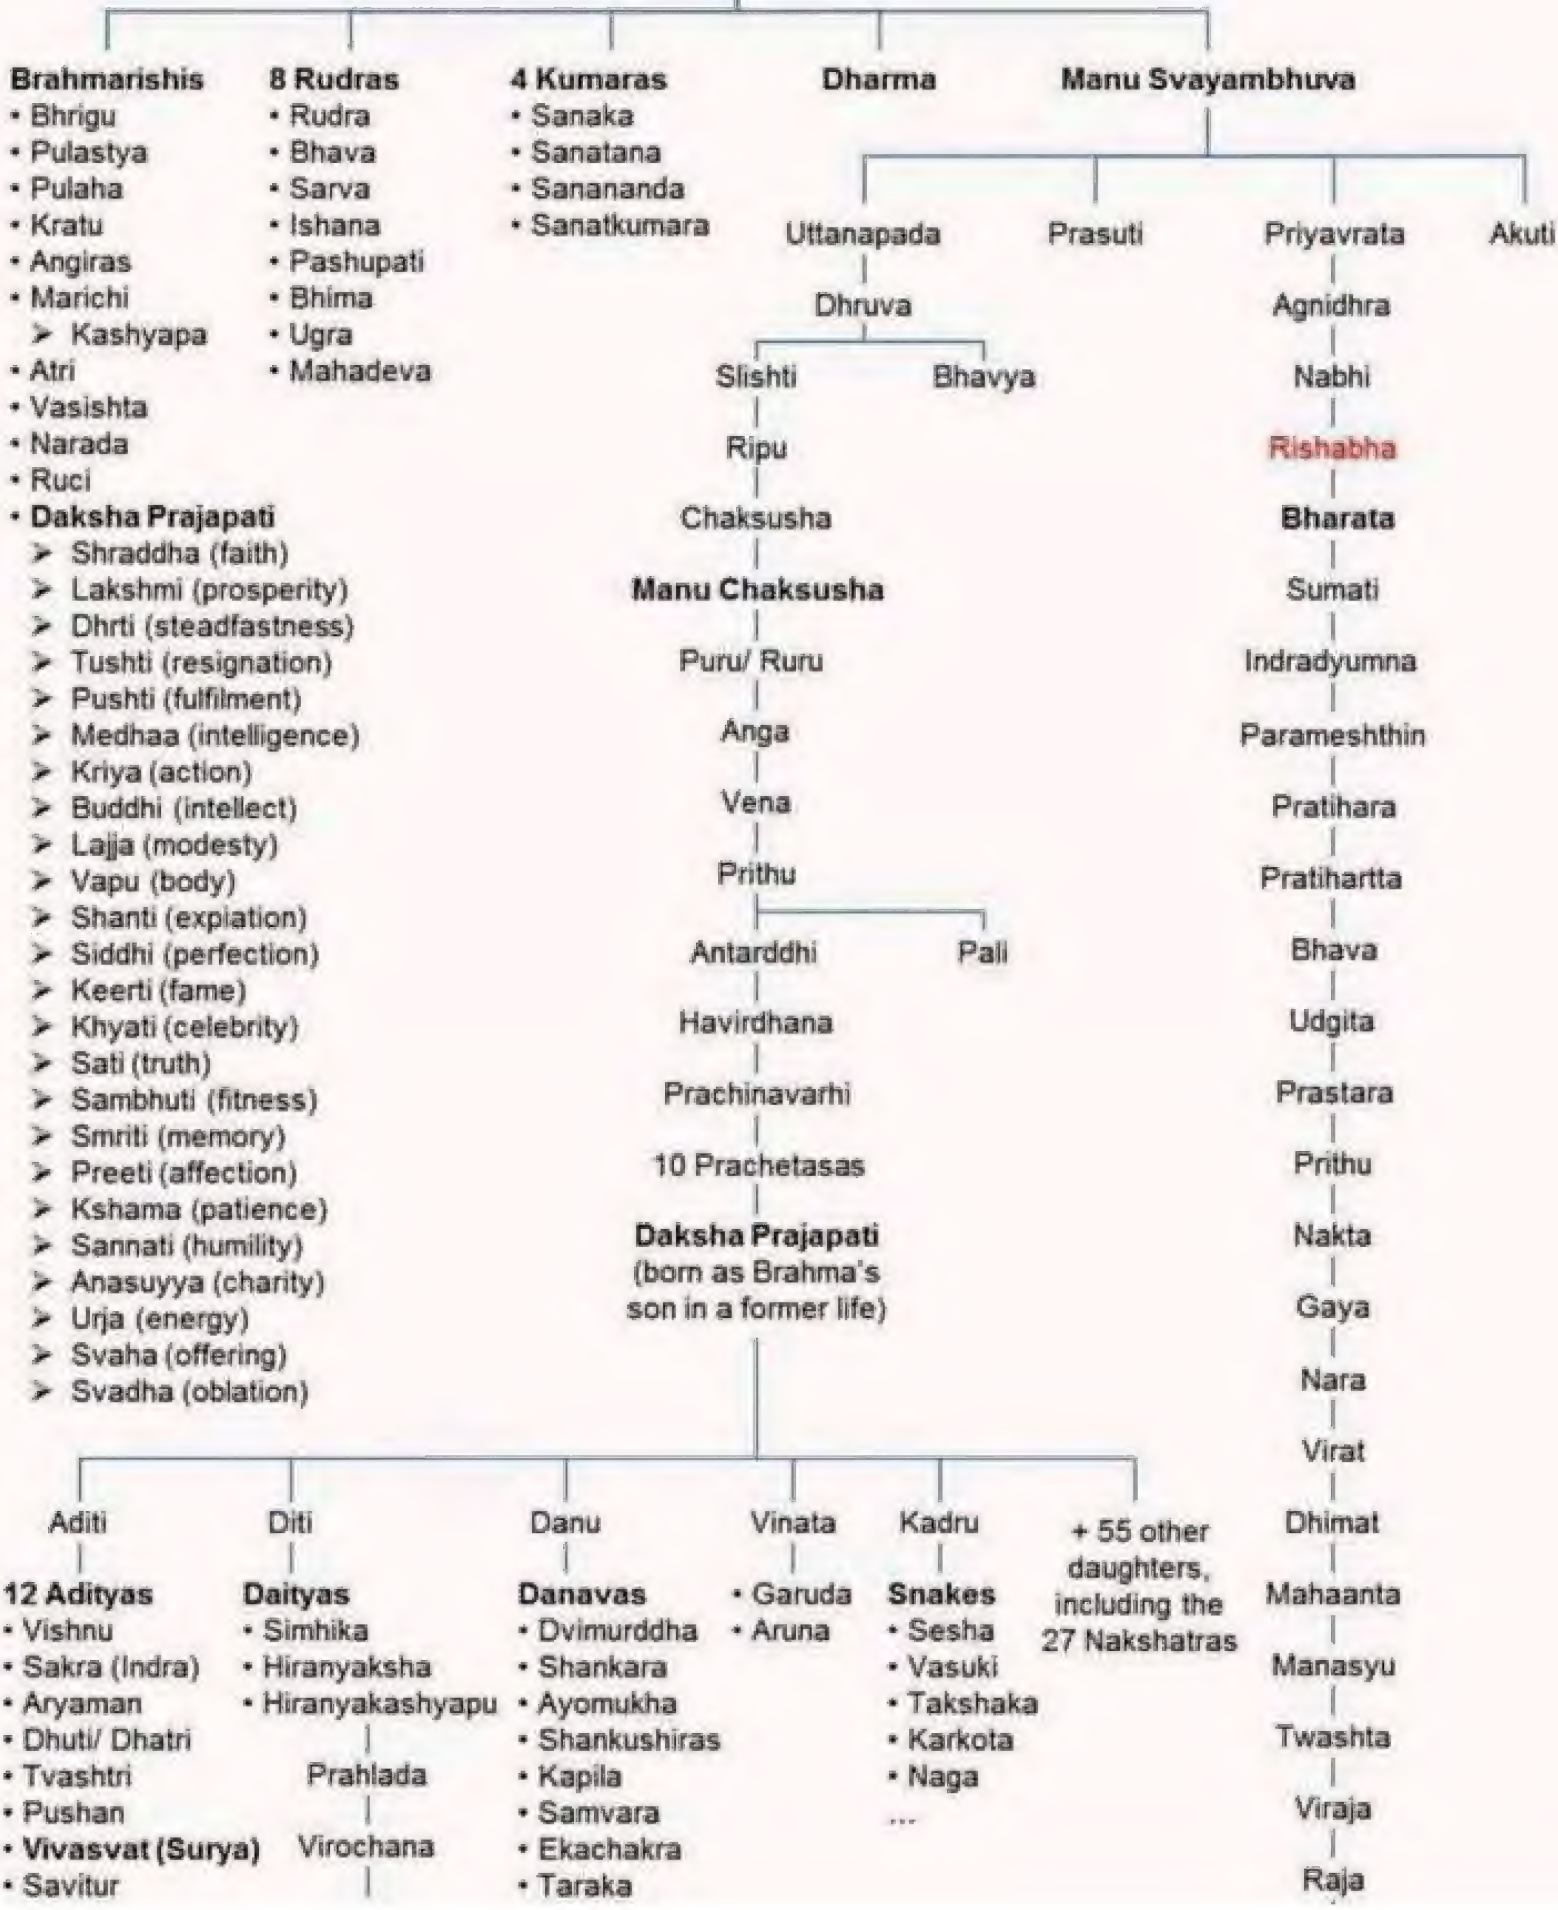 Brahmarishis
• Bhrigu
• Pulastya
• Pulaha
• Kratu
• Angiras
• Marichi
➢ Kashyapa
• Atri
• Vasishta
• Narada
• Ruci
• Daksha Prajapati
➢ Shraddha (faith)
➢ Lakshmi (prosperity)
➢ Dhrti (steadfastness)
➢ Tushti (resignation)
➢ Pushti (fulfilment)
➢ Medhaa (intelligence)
➢ Kriya (action)
➢ Buddhi (intellect)
➢ Lajja (modesty)
➢ Vapu (body)
➢ Shanti (expiation)
➢ Siddhi (perfection)
➢ Keerti (fame)
➢ Khyati (celebrity)
➢ Sati (truth)
➢ Sambhuti (fitness)
➢ Smriti (memory)
➢ Preeti (affection)
➢ Kshama (patience)
➢ Sannati (humility)
➢ Anasuyya (charity)
➢ Urja (energy)
➢ Svaha (offering)
➢ Svadha (oblation)
8 Rudras
• Rudra
• Bhava
• Sarva
• Ishana
• Pashupati
• Bhima
• Ugra
• Mahadeva
4 Kumaras
• Sanaka
• Sanatana
• Sanananda
• Sanatkumara
Dharma
Manu Svayambhuva
Uttanapada
Prasuti
Priyavrata
Akuti
Dhruva
Slishti
Bhavya
Ripu
Chaksusha
Manu Chaksusha
Puru/ Ruru
Anga
Vena
Prithu
Antarddhi
Pali
Havirdhana
Prachinavarhi
10 Prachetasas
Daksha Prajapati
(born as Brahma's
son in a former life)
Agnidhra
Nabhi
Rishabha
Bharata
Sumati
Indradyumna
Parameshthin
Pratihara
Pratihartta
Bhava
Udgita
Prastara
Prithu
Nakta
Gaya
Nara
Virat
Dhimat
Mahaanta
Manasyu
Twashta
Viraja
Raja
Aditi
12 Adityas
• Vishnu
• Sakra (Indra)
• Aryaman
• Dhuti/ Dhatri
• Tvashtri
• Pushan
• Vivasvat (Surya)
• Savitur
Diti
Daityas
• Simhika
• Hiranyaksha
• Hiranyakashyapu
Prahlada
Virochana
Danu
Danavas
• Dvimurddha
• Shankara
• Ayomukha
• Shankushiras
• Kapila
• Samvara
• Ekachakra
• Taraka
Vinata
• Garuda
• Aruna
Kadru
Snakes
• Sesha
• Vasuki
• Takshaka
• Karkota
• Naga
...
+ 55 other
daughters,
including the
27 Nakshatras